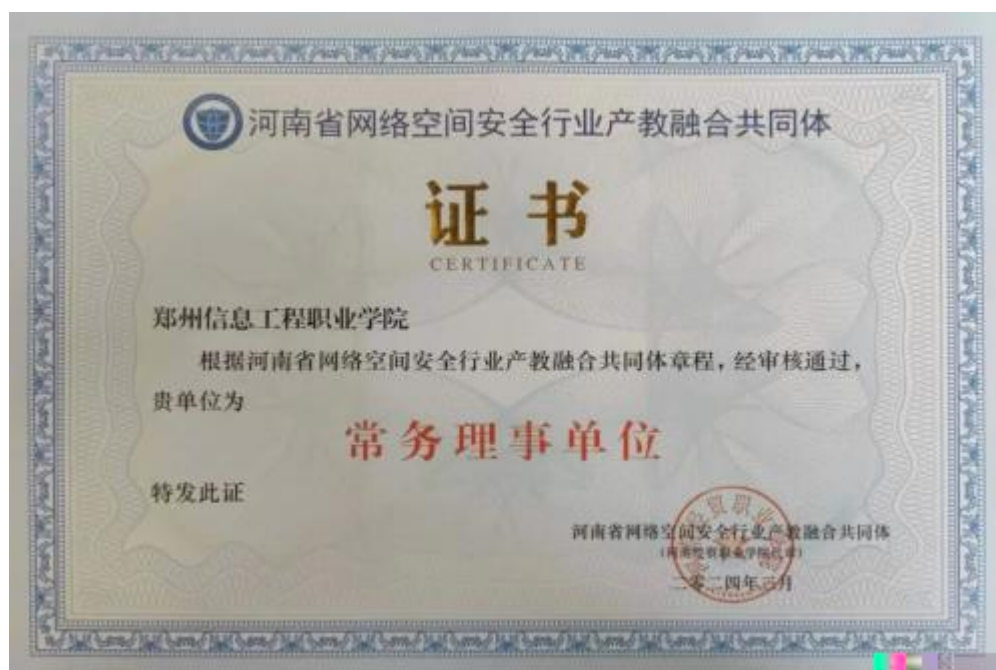 河南省网络空间安全行业产教融合共同体
证书
CERTIFICATE
郑州信息工程职业学院
根据河南省网络空间安全行业产教融合共同体章程，经审核通过，
贵单位为
常务理事单位
特发此证
河南省网络空间安全行业产教融合共同体
二零二四年三月